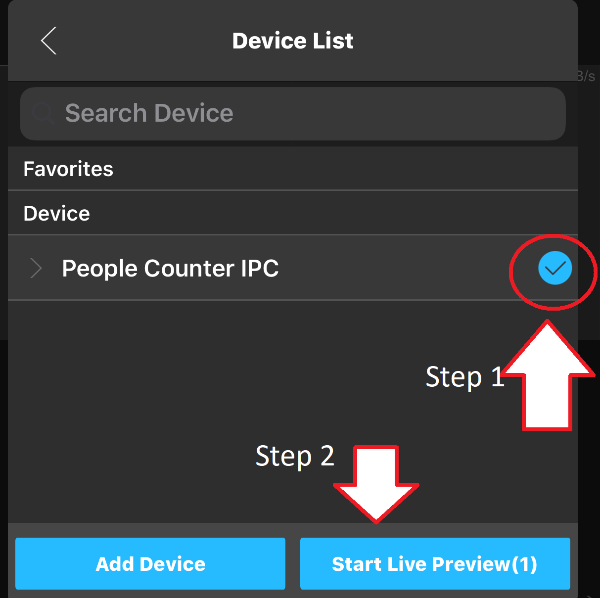 Device List
B/s
Search Device
Favorites
Device
People Counter IPC
Step 1
Step 2
Add Device
Start Live Preview(1)